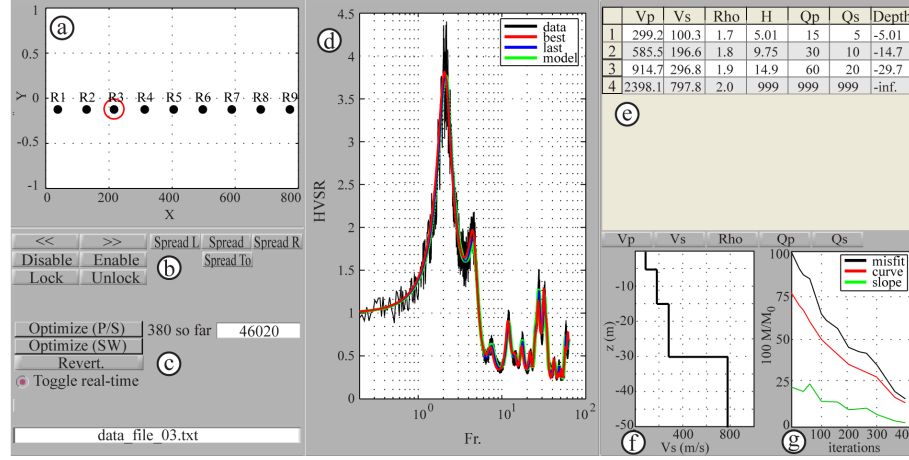 a
1
0.5
0
-0.5
-1
Y
R1 R2 R3 R4 R5 R6 R7 R8 R9
0 200 400 600 800
X
<< >> Spread L Spread Spread R
Disable Enable Spread To
Lock Unlock
b
Optimize (P/S) 380 so far 46020
Optimize (SW)
Revert.
c
Toggle real-time
data_file_03.txt
d
data
best
last
model
4.5
4
3.5
3
2.5
2
1.5
1
0.5
0
HVSR
10^0 10^1 10^2
Fr.
Vp Vs Rho H Qp Qs Depth
1 299.2 100.3 1.7 5.01 15 5 -5.01
2 585.5 196.6 1.8 9.75 30 10 -14.7
3 914.7 296.8 1.9 14.9 60 20 -29.7
4 2398.1 797.8 2.0 999 999 999 -inf.
e
Vp Vs Rho Qp Qs
0
-10
-20
-30
-40
-50
z (m)
400 800
Vs (m/s)
f
misfit
curve
slope
100
75
50
25
0
100 M/M0
100 200 300 40
iterations
g